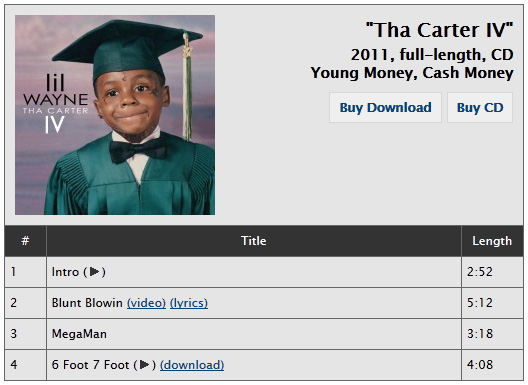 lil
WAYNE
THA CARTER
IV
"Tha Carter IV"
2011, full-length, CD
Young Money, Cash Money
Buy Download Buy CD
# Title Length
1 Intro (▶) 2:52
2 Blunt Blowin (video) (lyrics) 5:12
3 MegaMan 3:18
4 6 Foot 7 Foot (▶) (download) 4:08